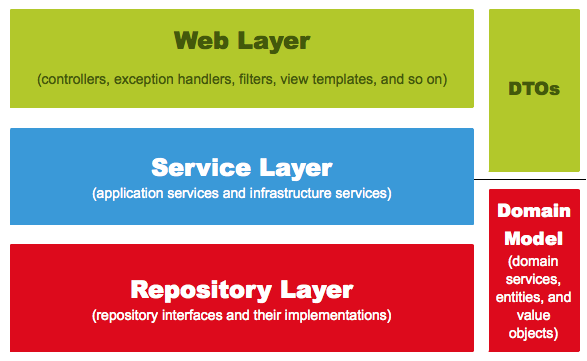 Web Layer
(controllers, exception handlers, filters, view templates, and so on)
DTOs
Service Layer
(application services and infrastructure services)
Repository Layer
(repository interfaces and their implementations)
Domain
Model
(domain
services,
entities, and
value
objects)